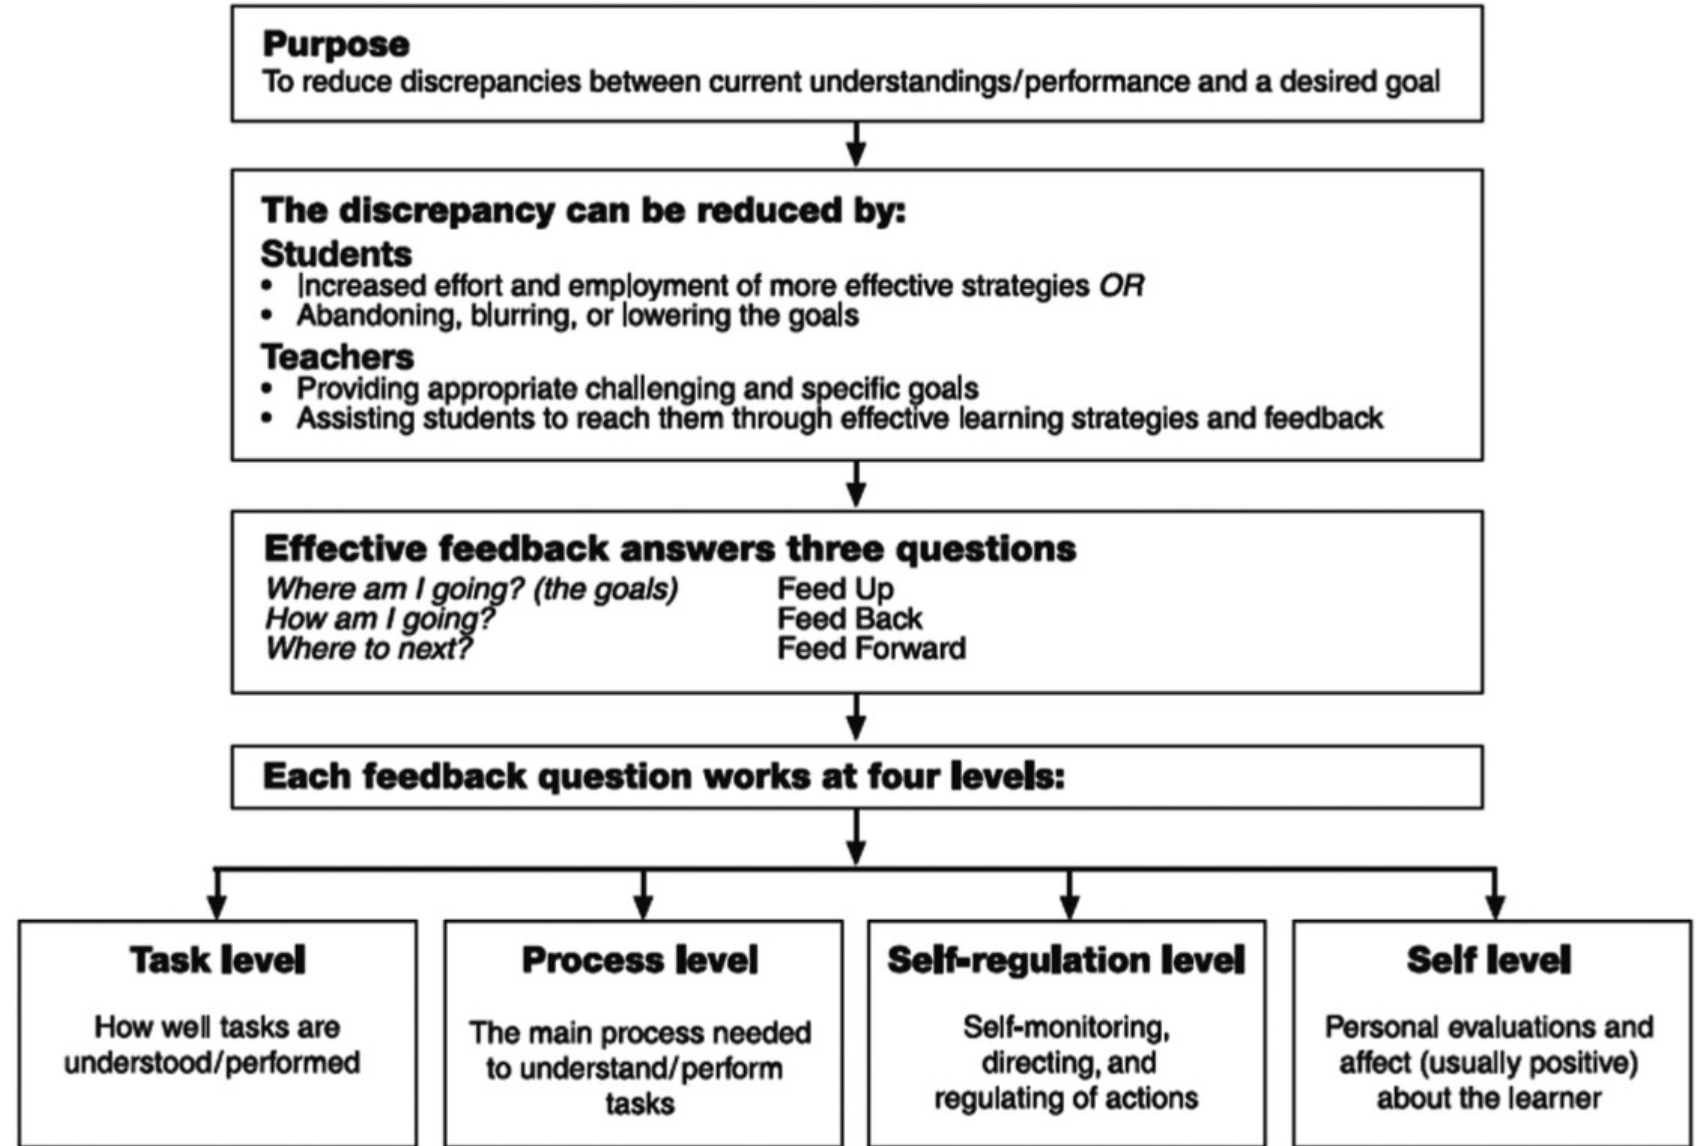 Purpose
To reduce discrepancies between current understandings/performance and a desired goal
The discrepancy can be reduced by:
Students
• Increased effort and employment of more effective strategies OR
• Abandoning, blurring, or lowering the goals
Teachers
• Providing appropriate challenging and specific goals
• Assisting students to reach them through effective learning strategies and feedback
Effective feedback answers three questions
Where am I going? (the goals) Feed Up
How am I going? Feed Back
Where to next? Feed Forward
Each feedback question works at four levels:
Task level
How well tasks are
understood/performed
Process level
The main process needed
to understand/perform
tasks
Self-regulation level
Self-monitoring,
directing, and
regulating of actions
Self level
Personal evaluations and
affect (usually positive)
about the learner